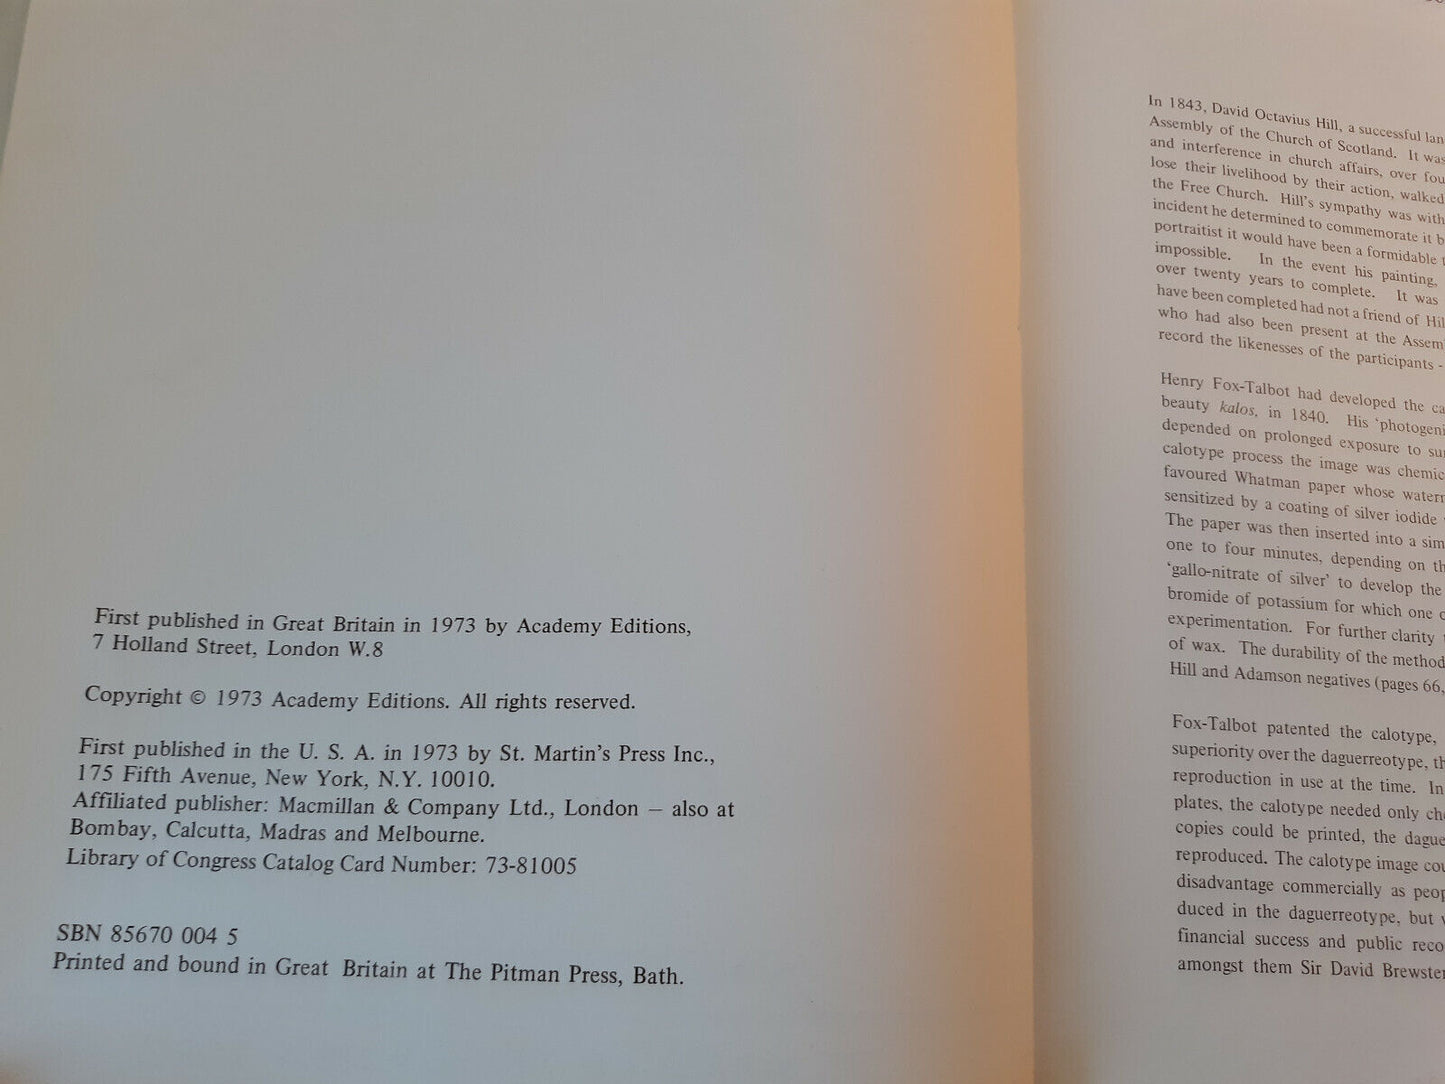 First published in Great Britain in 1973 by Academy Editions,
7 Holland Street, London W.8
Copyright © 1973 Academy Editions. All rights reserved.
First published in the U. S. A. in 1973 by St. Martin's Press Inc.,
175 Fifth Avenue, New York, N.Y. 10010.
Affiliated publisher: Macmillan & Company Ltd., London – also at
Bombay, Calcutta, Madras and Melbourne.
Library of Congress Catalog Card Number: 73-81005
SBN 85670 004 5
Printed and bound in Great Britain at The Pitman Press, Bath.
In 1843, David Octavius Hill, a successful lan
Assembly of the Church of Scotland. It was
and interference in church affairs, over fou
lose their livelihood by their action, walked
the Free Church. Hill's sympathy was with
incident he determined to commemorate it b
portraitist it would have been a formidable t
impossible. In the event his painting,
over twenty years to complete. It was
have been completed had not a friend of Hil
who had also been present at the Assem
record the likenesses of the participants -
Henry Fox-Talbot had developed the ca
beauty kalos, in 1840. His 'photogeni
depended on prolonged exposure to su
calotype process the image was chemic
favoured Whatman paper whose water
sensitized by a coating of silver iodide
The paper was then inserted into a sim
one to four minutes, depending on th
'gallo-nitrate of silver' to develop the
bromide of potassium for which one
experimentation. For further clarity
of wax. The durability of the method
Hill and Adamson negatives (pages 66,
Fox-Talbot patented the calotype,
superiority over the daguerreotype, th
reproduction in use at the time. In
plates, the calotype needed only che
copies could be printed, the dague
reproduced. The calotype image cou
disadvantage commercially as peop
duced in the daguerreotype, but
financial success and public reco
amongst them Sir David Brewster